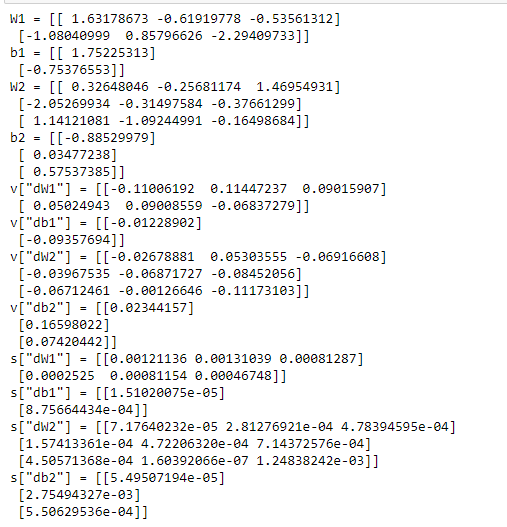 W1 = [[ 1.63178673 -0.61919778 -0.53561312]
 [-1.08040999  0.85796626 -2.29409733]]
b1 = [[ 1.75225313]
 [-0.75376553]]
W2 = [[ 0.32648046 -0.25681174  1.46954931]
 [-2.05269934 -0.31497584 -0.37661299]
 [ 1.14121081 -1.09244991 -0.16498684]]
b2 = [[-0.88529979]
 [ 0.03477238]
 [ 0.57537385]]
v["dW1"] = [[-0.11006192  0.11447237  0.09015907]
 [ 0.05024943  0.09008559 -0.06837279]]
v["db1"] = [[-0.01228902]
 [-0.09357694]]
v["dW2"] = [[-0.02678881  0.05303555 -0.06916608]
 [-0.03967535 -0.06871727 -0.08452056]
 [-0.06712461 -0.00126646 -0.11173103]]
v["db2"] = [[0.02344157]
 [0.16598022]
 [0.07420442]]
s["dW1"] = [[0.00121136 0.00131039 0.00081287]
 [0.0002525  0.00081154 0.00046748]]
s["db1"] = [[1.51020075e-05]
 [8.75664434e-04]]
s["dW2"] = [[7.17640232e-05 2.81276921e-04 4.78394595e-04]
 [1.57413361e-04 4.72206320e-04 7.14372576e-04]
 [4.50571368e-04 1.60392066e-07 1.24838242e-03]]
s["db2"] = [[5.49507194e-05]
 [2.75494327e-03]
 [5.50629536e-04]]